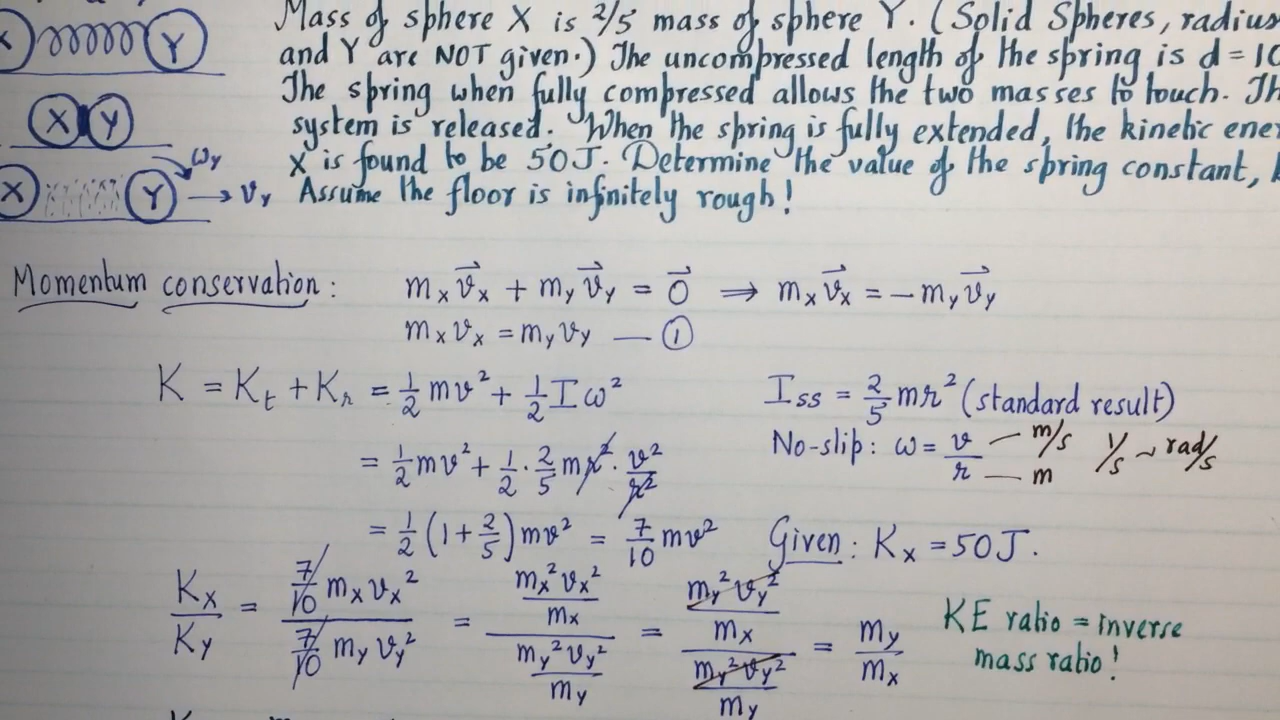 Mass of sphere X is 2/5 mass of sphere Y. (Solid Spheres, radius
and Y are NOT given.) The uncompressed length of the spring is d = 10
The spring when fully compressed allows the two masses to touch. Th
system is released. When the spring is fully extended, the kinetic ener
X is found to be 50J. Determine the value of the spring constant, k
Assume the floor is infinitely rough!
X Y
X Y
X Y ω_y → v_y
Momentum conservation: m_x v⃗_x + m_y v⃗_y = 0⃗ ⟹ m_x v⃗_x = − m_y v⃗_y
m_x v_x = m_y v_y — ①
K = K_t + K_r = 1/2 mv² + 1/2 Iω² I_ss = 2/5 mr² (standard result)
= 1/2 mv² + 1/2 · 2/5 mr² · v²/r² No-slip: ω = v/r — m/s — m 1/s ~ rad/s
= 1/2 (1 + 2/5) mv² = 7/10 mv² Given: K_x = 50J.
K_x/K_y = (7/10 m_x v_x²)/(7/10 m_y v_y²) = (m_x² v_x²/m_x)/(m_y² v_y²/m_y) = (m_y² v_y²/m_x)/(m_y² v_y²/m_y) = m_y/m_x KE ratio = inverse
mass ratio!